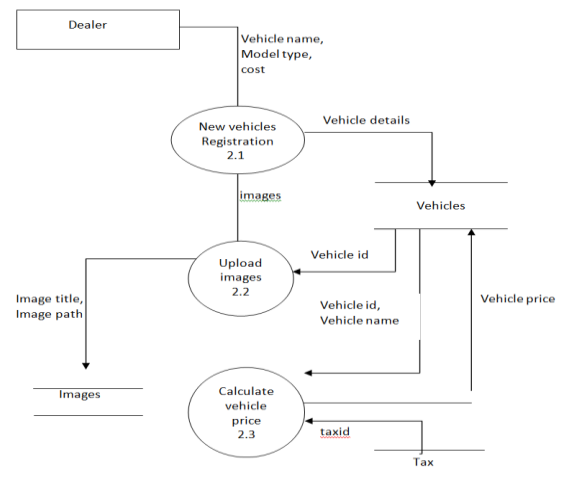 Dealer
Vehicle name,
Model type,
cost
New vehicles
Registration
2.1
Vehicle details
images
Vehicles
Upload
images
2.2
Vehicle id
Image title,
Image path
Vehicle id,
Vehicle name
Vehicle price
Images
Calculate
vehicle
price
2.3
taxid
Tax